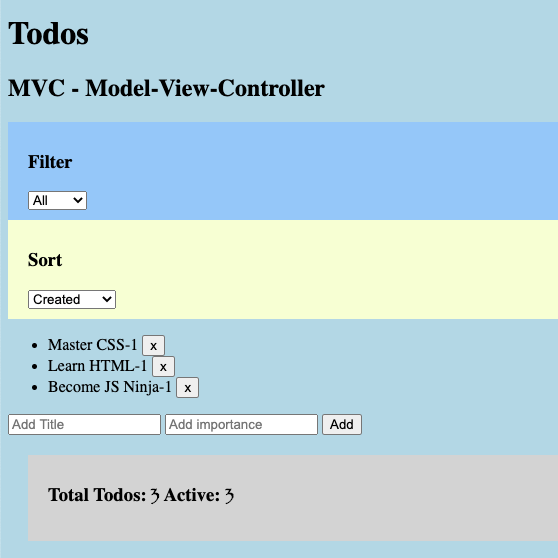 Todos
MVC - Model-View-Controller
Filter
All
Sort
Created
Master CSS-1 x
Learn HTML-1 x
Become JS Ninja-1 x
Add Title Add importance Add
Total Todos: 3 Active: 3